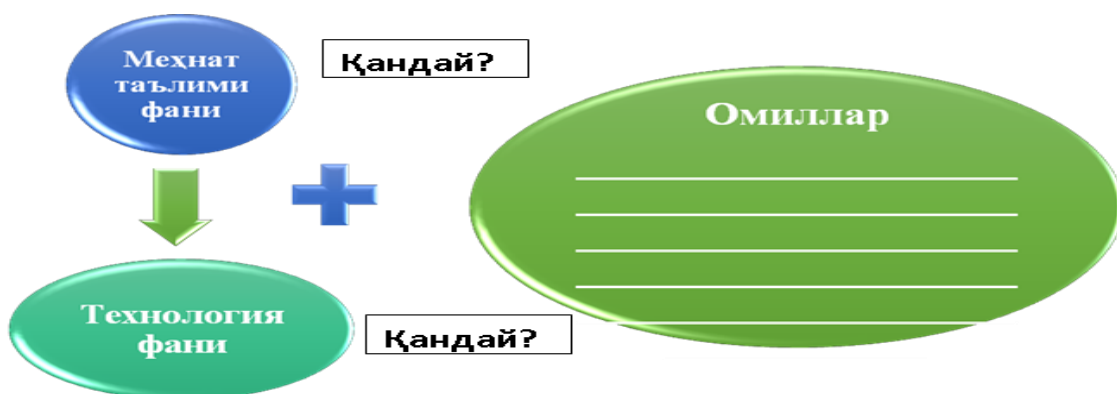 Меҳнат
таълими
фани
Қандай?
Омиллар
Технология
фани
Қандай?